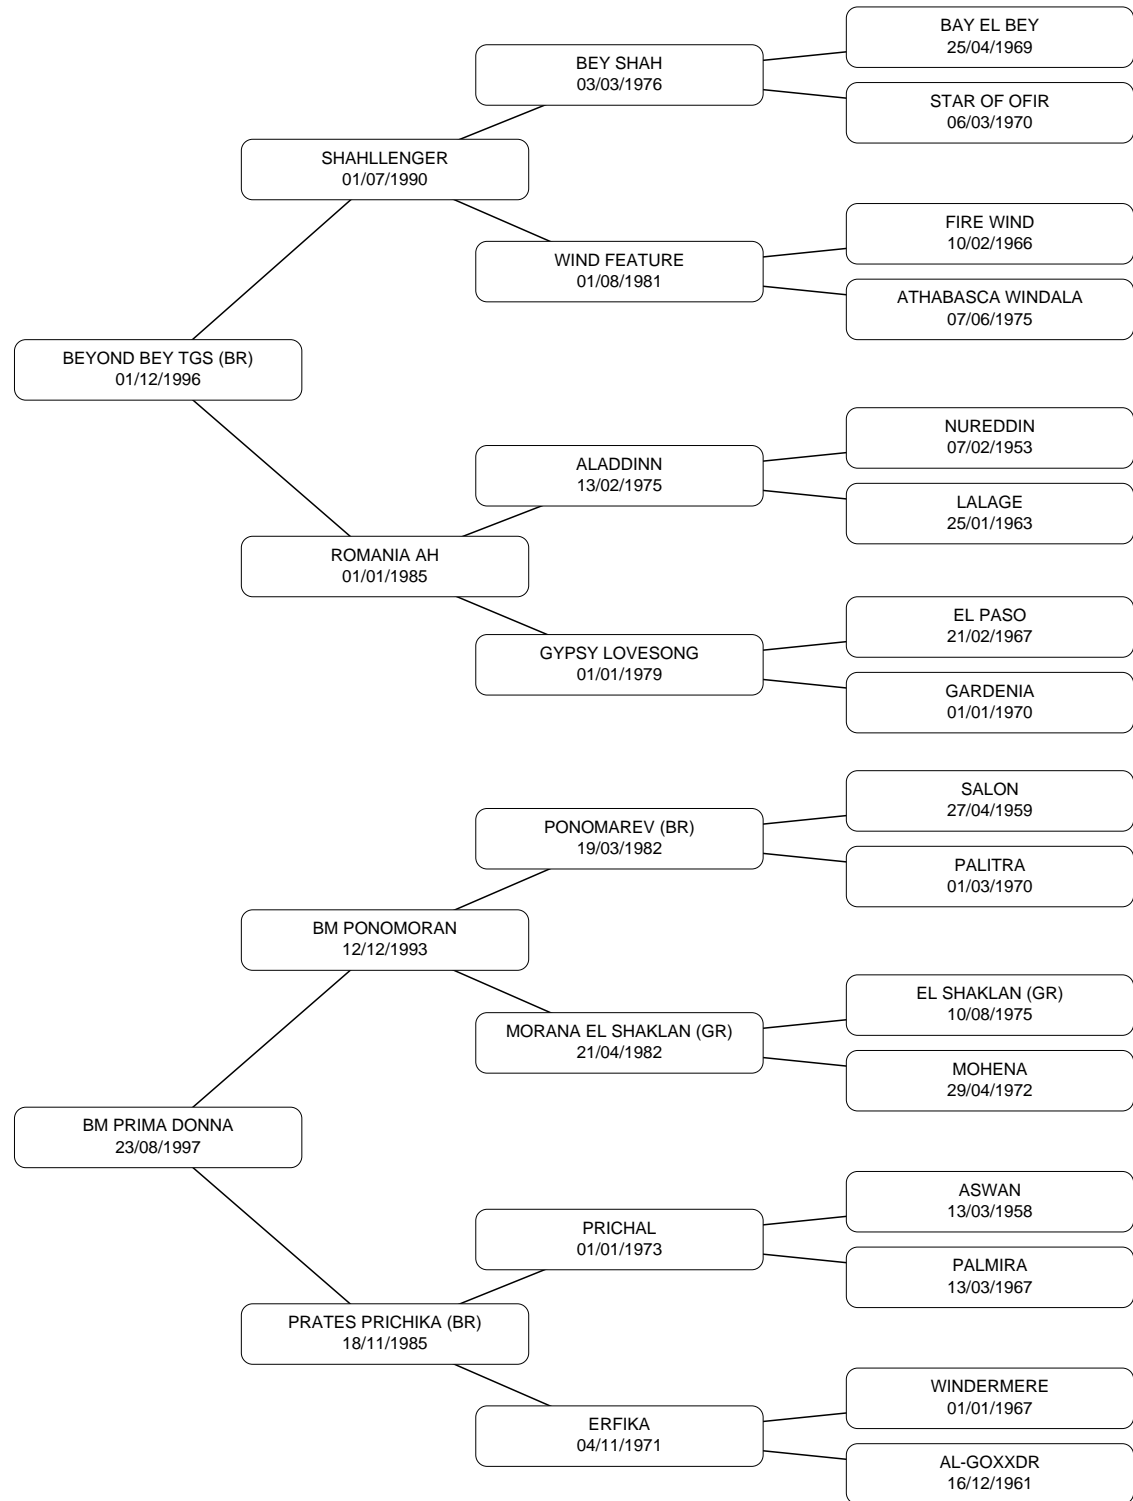 BAY EL BEY
25/04/1969
BEY SHAH
03/03/1976
STAR OF OFIR
06/03/1970
SHAHLLENGER
01/07/1990
FIRE WIND
10/02/1966
WIND FEATURE
01/08/1981
ATHABASCA WINDALA
07/06/1975
BEYOND BEY TGS (BR)
01/12/1996
NUREDDIN
07/02/1953
ALADDINN
13/02/1975
LALAGE
25/01/1963
ROMANIA AH
01/01/1985
EL PASO
21/02/1967
GYPSY LOVESONG
01/01/1979
GARDENIA
01/01/1970
SALON
27/04/1959
PONOMAREV (BR)
19/03/1982
PALITRA
01/03/1970
BM PONOMORAN
12/12/1993
EL SHAKLAN (GR)
10/08/1975
MORANA EL SHAKLAN (GR)
21/04/1982
MOHENA
29/04/1972
BM PRIMA DONNA
23/08/1997
ASWAN
13/03/1958
PRICHAL
01/01/1973
PALMIRA
13/03/1967
PRATES PRICHIKA (BR)
18/11/1985
WINDERMERE
01/01/1967
ERFIKA
04/11/1971
AL-GOXXDR
16/12/1961